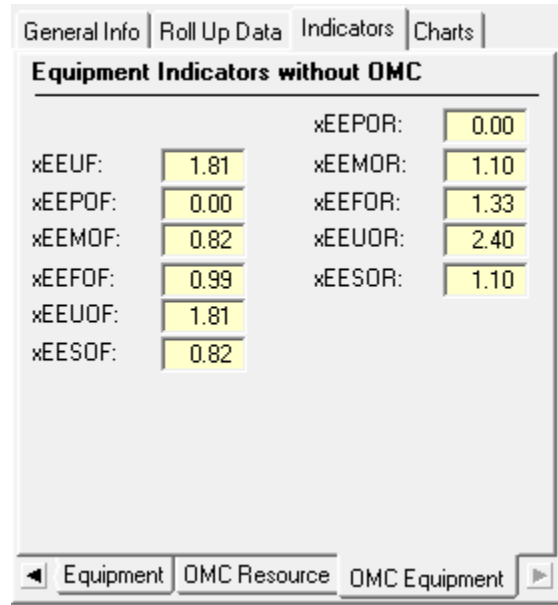 General Info Roll Up Data Indicators Charts
Equipment Indicators without OMC
xEEPOR: 0.00
xEEUF: 1.81 xEEMOR: 1.10
xEEPOF: 0.00 xEEFOR: 1.33
xEEMOF: 0.82 xEEUOR: 2.40
xEEFOF: 0.99 xEESOR: 1.10
xEEUOF: 1.81
xEESOF: 0.82
Equipment OMC Resource OMC Equipment